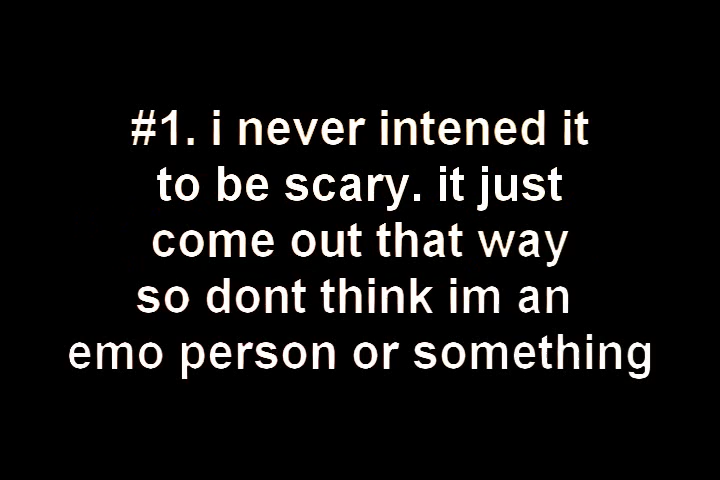 #1. i never intened it
to be scary. it just
come out that way
so dont think im an
emo person or something